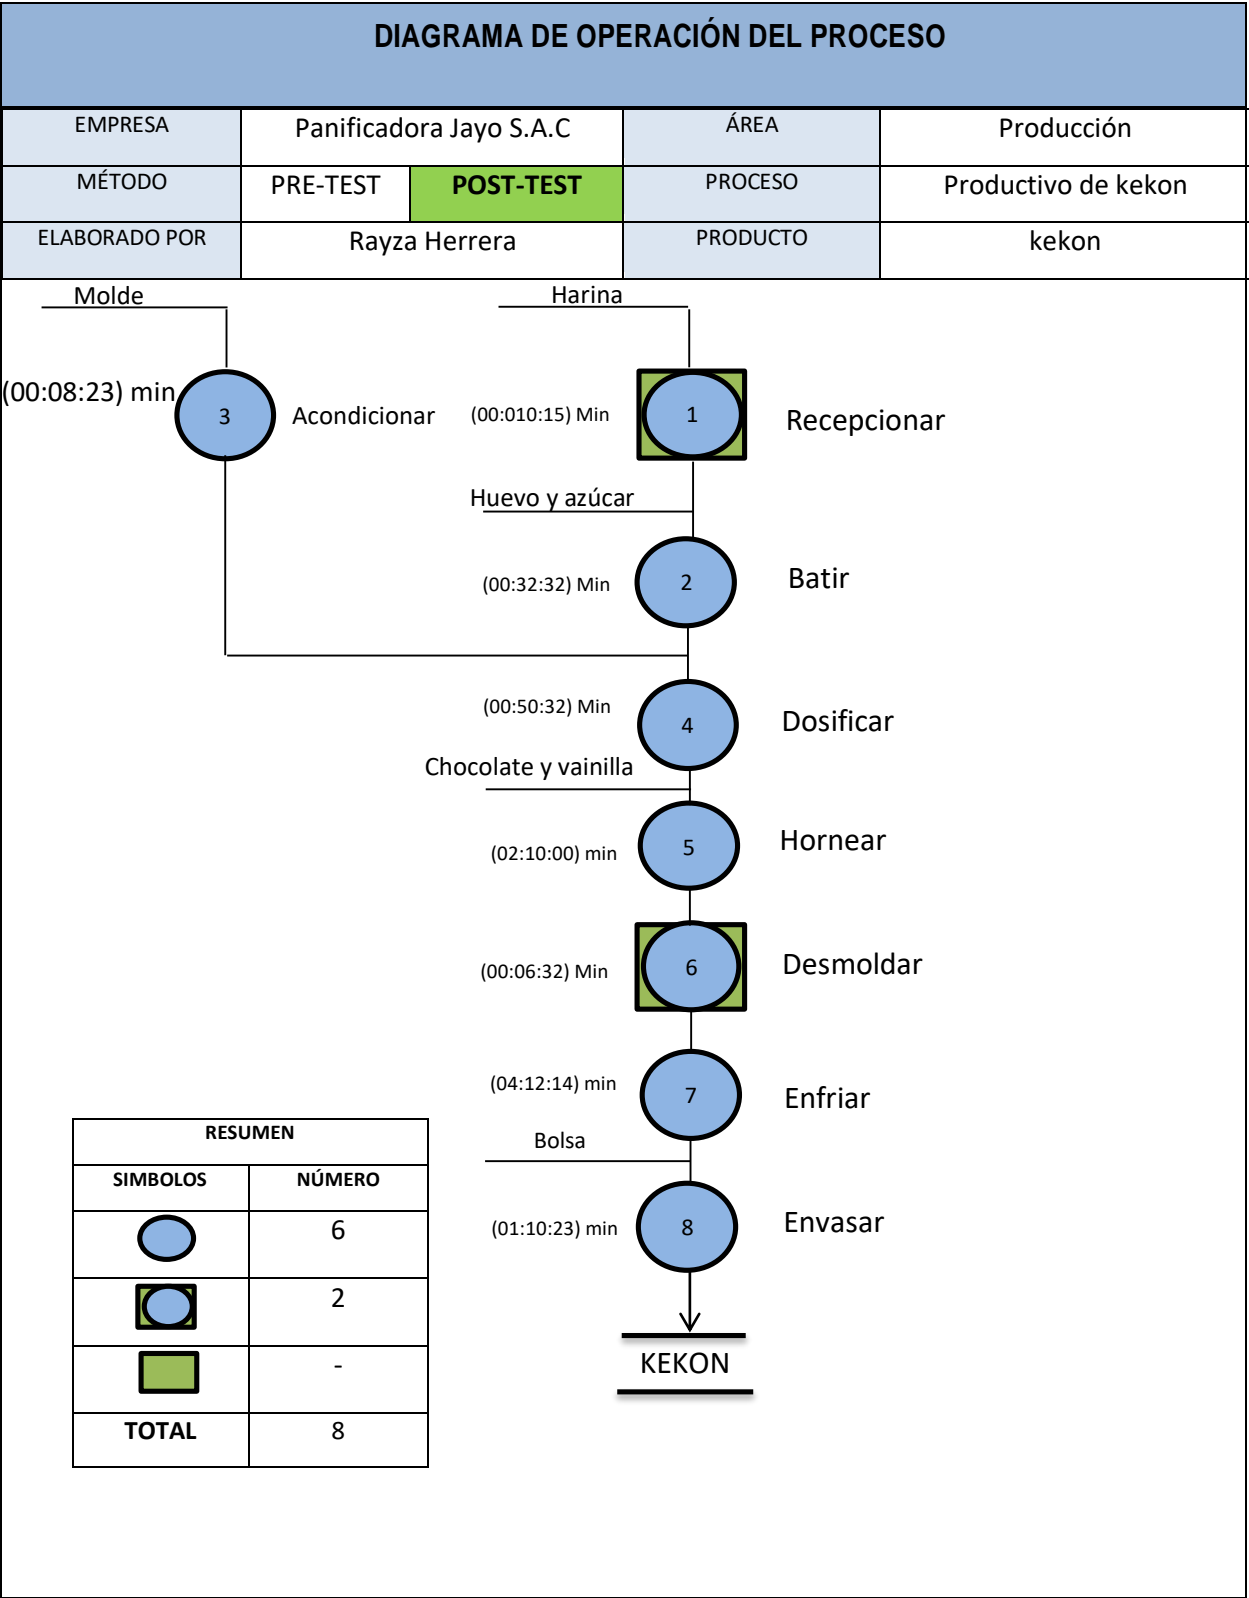 DIAGRAMA DE OPERACIÓN DEL PROCESO
EMPRESA Panificadora Jayo S.A.C ÁREA Producción
MÉTODO PRE-TEST POST-TEST PROCESO Productivo de kekon
ELABORADO POR Rayza Herrera PRODUCTO kekon
Molde Harina
(00:08:23) min 3 Acondicionar (00:010:15) Min 1 Recepcionar
Huevo y azúcar
(00:32:32) Min 2 Batir
(00:50:32) Min 4 Dosificar
Chocolate y vainilla
(02:10:00) min 5 Hornear
(00:06:32) Min 6 Desmoldar
(04:12:14) min 7 Enfriar
Bolsa
(01:10:23) min 8 Envasar
KEKON
RESUMEN
SIMBOLOS NÚMERO
6
2
-
TOTAL 8